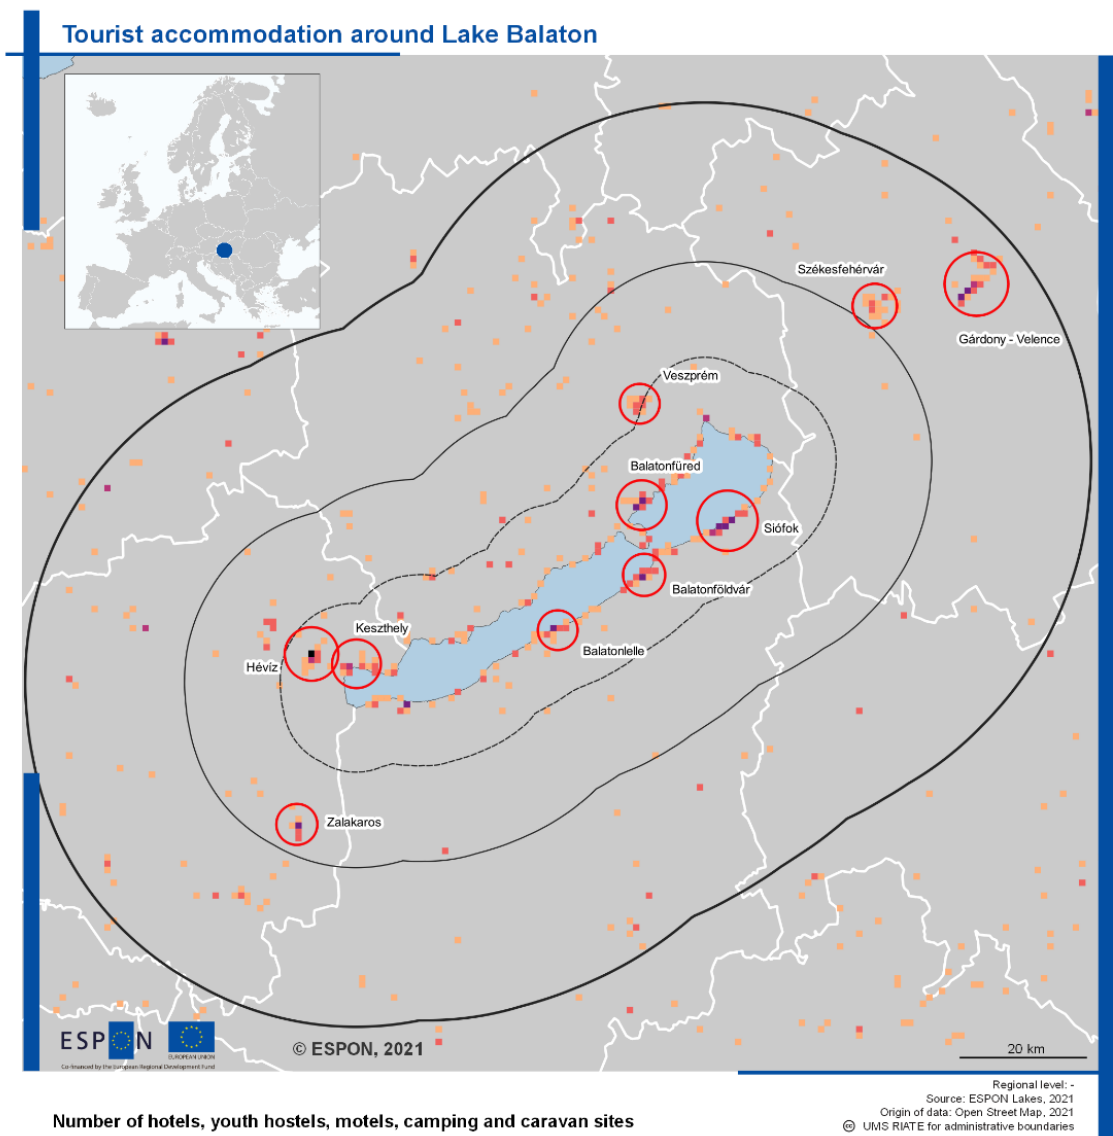 Tourist accommodation around Lake Balaton
Székesfehérvár
Gárdony - Velence
Veszprém
Balatonfüred
Siófok
Balatonföldvár
Keszthely
Balatonlelle
Hévíz
Zalakaros
ESPON
EUROPEAN UNION
Co-financed by the European Regional Development Fund
© ESPON, 2021
20 km
Regional level: -
Source: ESPON Lakes, 2021
Origin of data: Open Street Map, 2021
cc UMS RIATE for administrative boundaries
Number of hotels, youth hostels, motels, camping and caravan sites